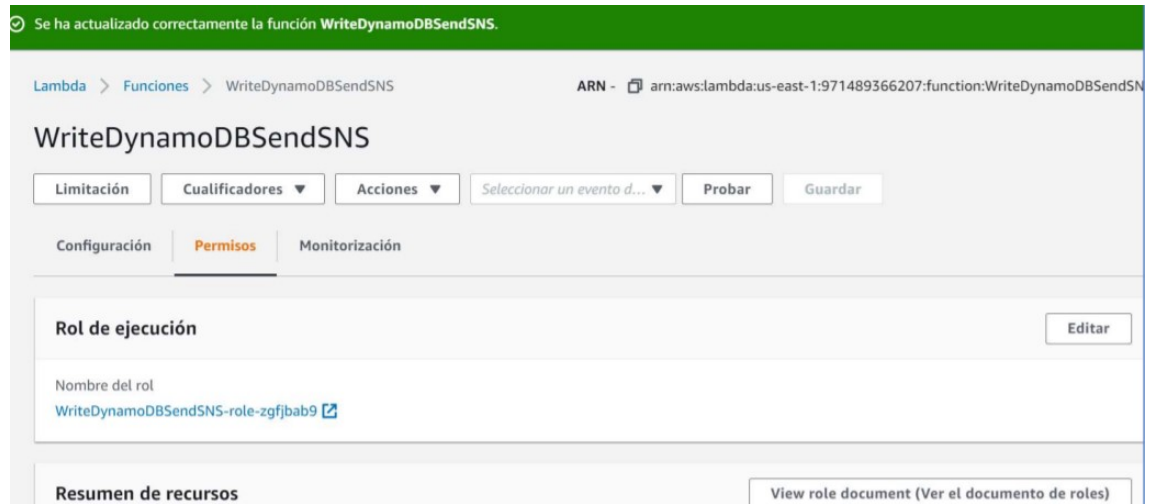 Se ha actualizado correctamente la función WriteDynamoDBSendSNS.
Lambda > Funciones > WriteDynamoDBSendSNS ARN - arn:aws:lambda:us-east-1:971489366207:function:WriteDynamoDBSendSN
WriteDynamoDBSendSNS
Limitación Cualificadores ▼ Acciones ▼ Seleccionar un evento d... ▼ Probar Guardar
Configuración Permisos Monitorización
Rol de ejecución Editar
Nombre del rol
WriteDynamoDBSendSNS-role-zgfjbab9
Resumen de recursos View role document (Ver el documento de roles)